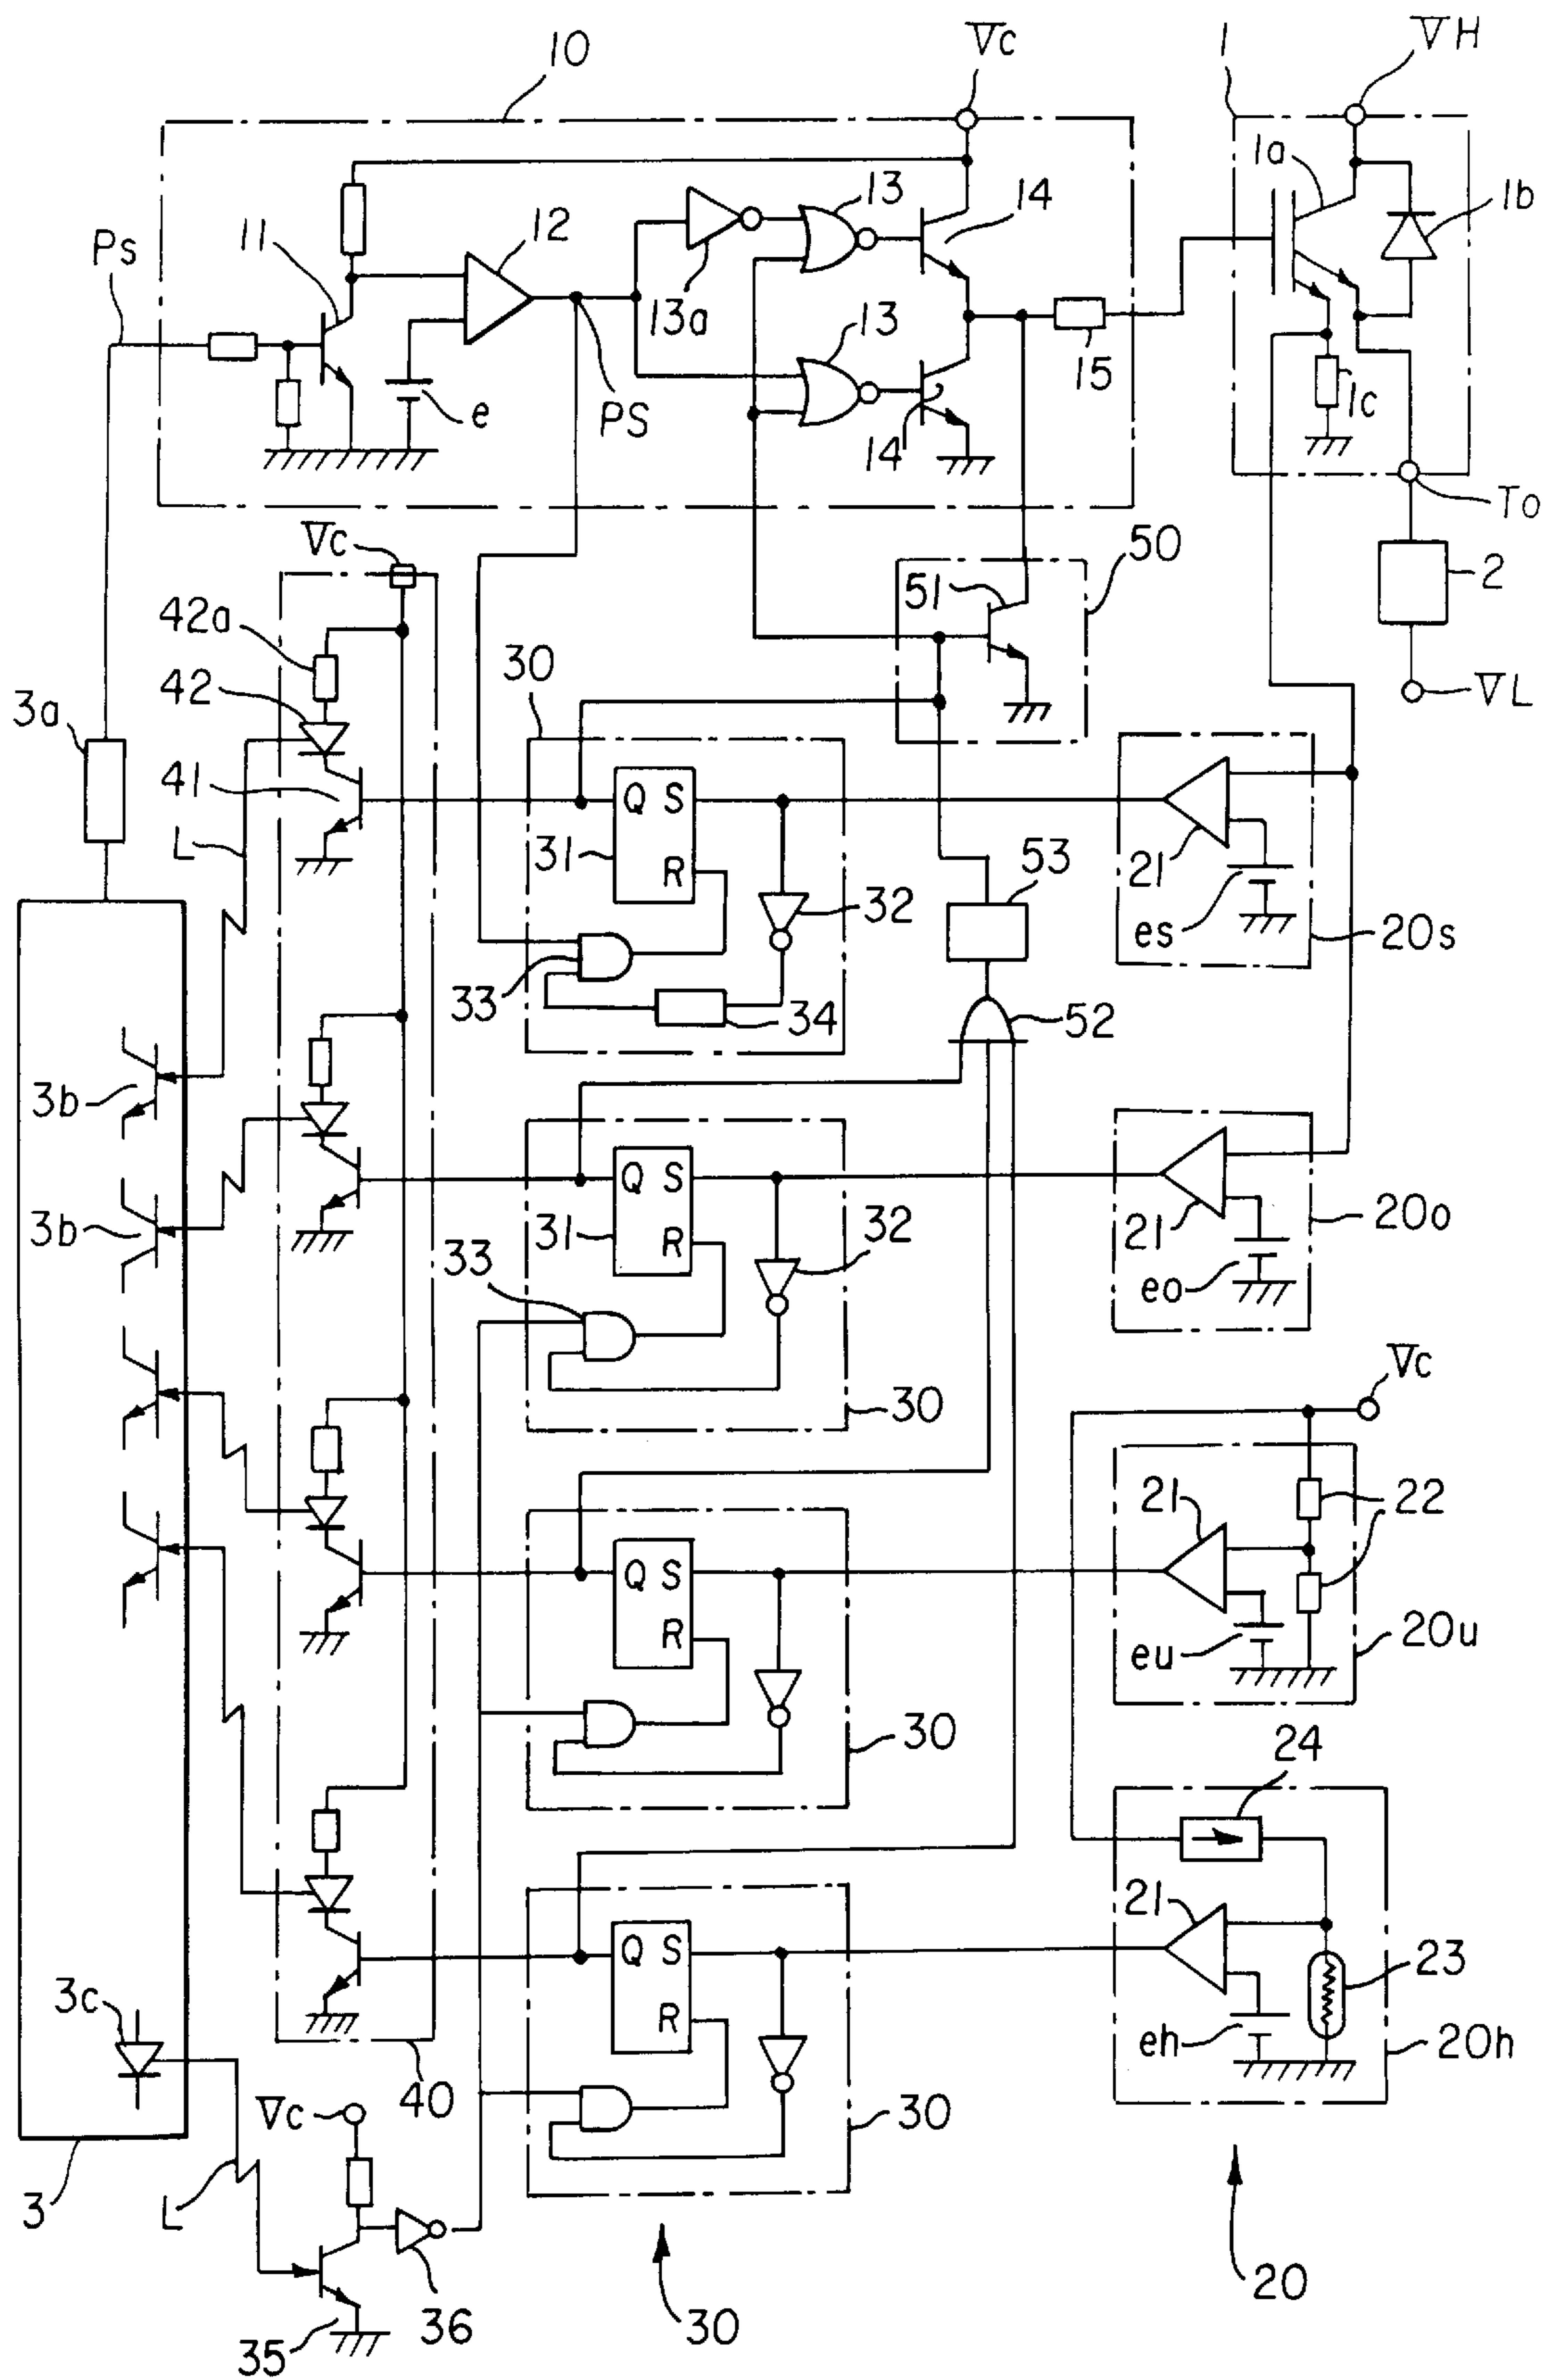 10
Vc
1
VH
1a
1b
13
14
Ps
11
12
13a
13
15
1c
e
PS
14
To
Vc
50
51
2
42a
42
30
VL
3a
41
Q S
L
31
R
53
21
32
es
20s
33
34
52
3b
Q S
3b
31
R
32
21
20o
33
eo
30
Vc
21
22
Q S
R
20u
eu
30
24
21
Q S
23
3c
R
eh
20h
40
Vc
30
3
L
36
20
35
30